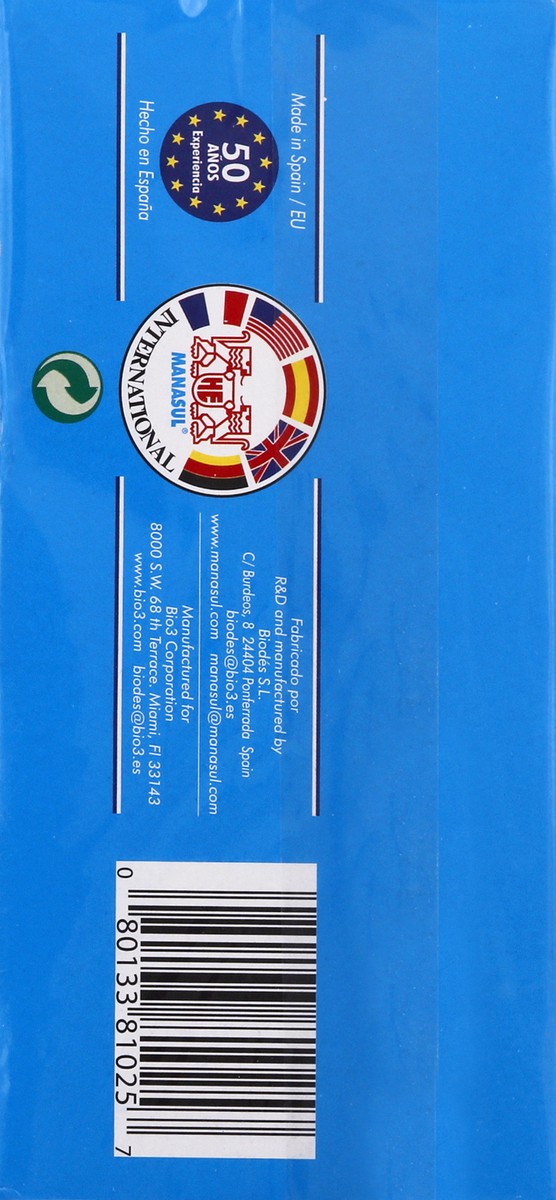 Made in Spain / EU
50
AÑOS
Experiencia
Hecho en España
HE
MANASUL®
INTERNATIONAL
Fabricado por
R&D and manufactured by
Biodés S.L.
C/ Burdeos, 8 24404 Ponferrada Spain
biodes@bio3.es
www.manasul.com manasul@manasul.com
Manufactured for
Bio3 Corporation
8000 S.W. 68 th Terrace. Miami, Fl 33143
www.bio3.com biodes@bio3.es
0 80133 81025 7